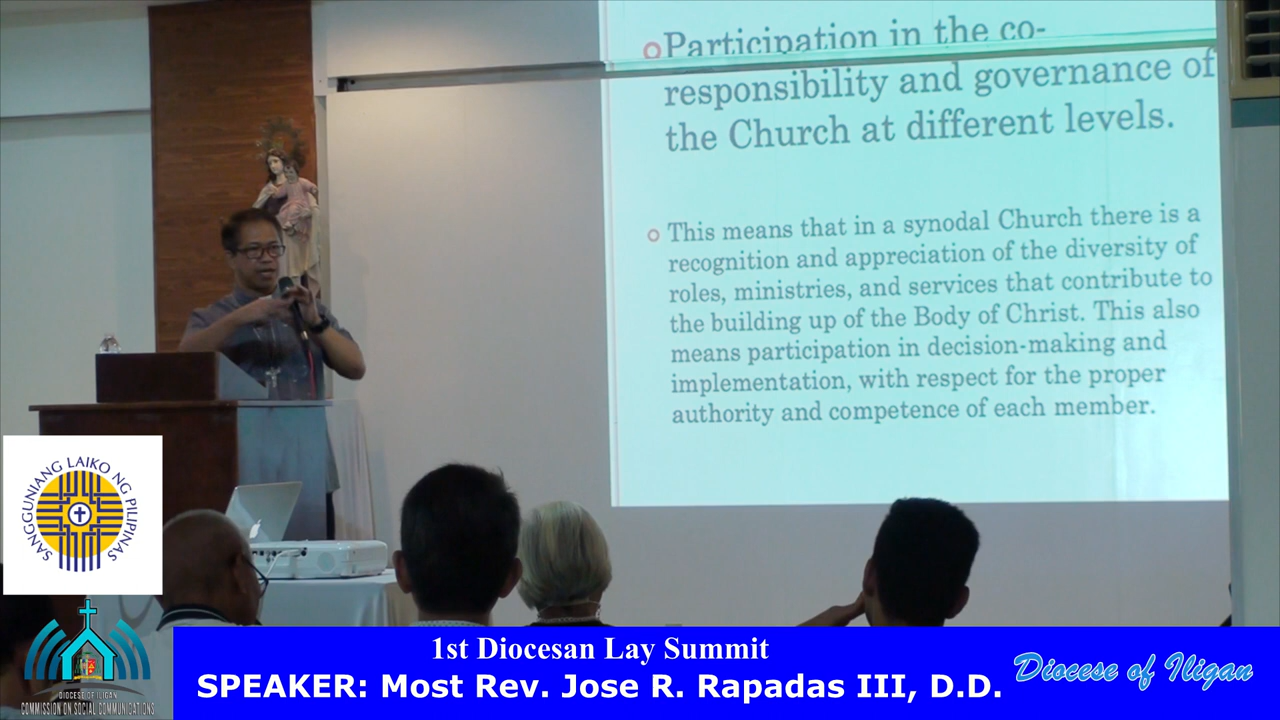 Participation in the co-
responsibility and governance of
the Church at different levels.
This means that in a synodal Church there is a
recognition and appreciation of the diversity of
roles, ministries, and services that contribute to
the building up of the Body of Christ. This also
means participation in decision-making and
implementation, with respect for the proper
authority and competence of each member.
SANGGUNIANG LAIKO NG PILIPINAS
DIOCESE OF ILIGAN
COMMISSION ON SOCIAL COMMUNICATIONS
1st Diocesan Lay Summit
SPEAKER: Most Rev. Jose R. Rapadas III, D.D.
Diocese of Iligan